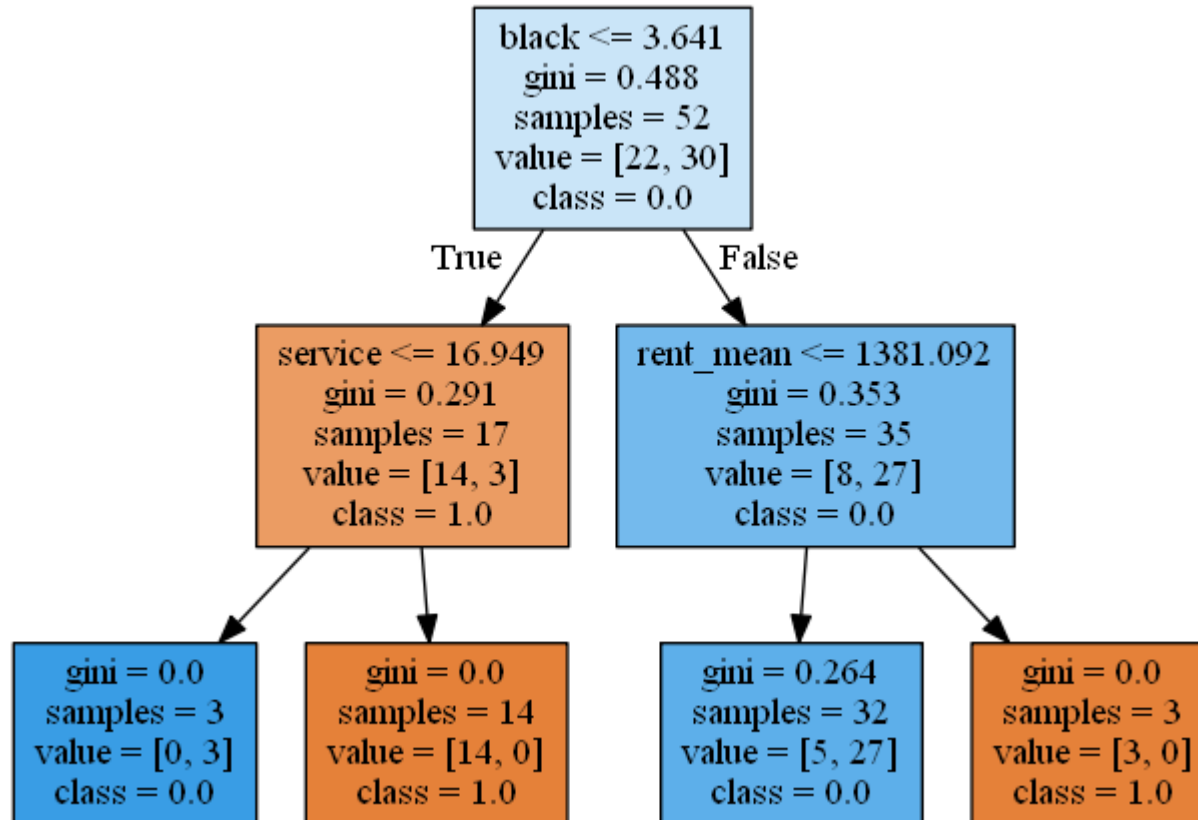 black <= 3.641
gini = 0.488
samples = 52
value = [22, 30]
class = 0.0
True
False
service <= 16.949
gini = 0.291
samples = 17
value = [14, 3]
class = 1.0
rent_mean <= 1381.092
gini = 0.353
samples = 35
value = [8, 27]
class = 0.0
gini = 0.0
samples = 3
value = [0, 3]
class = 0.0
gini = 0.0
samples = 14
value = [14, 0]
class = 1.0
gini = 0.264
samples = 32
value = [5, 27]
class = 0.0
gini = 0.0
samples = 3
value = [3, 0]
class = 1.0